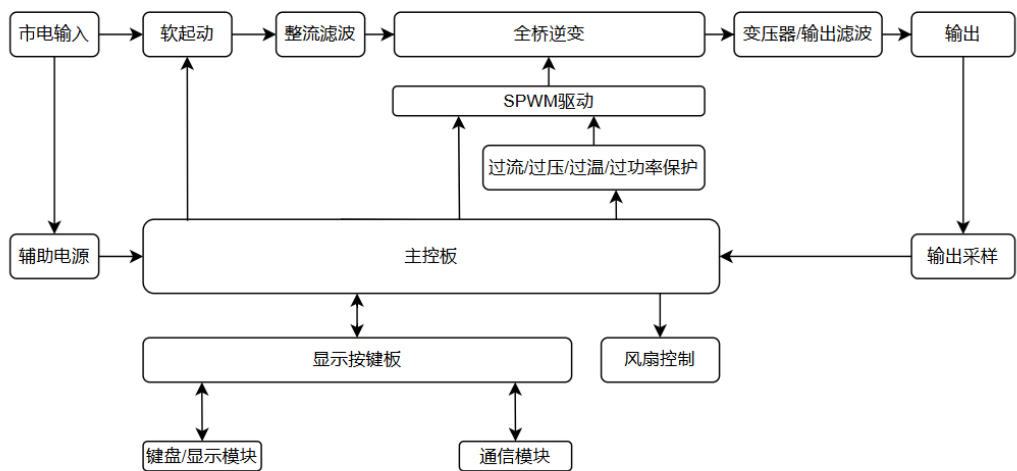 市电输入
软起动
整流滤波
全桥逆变
变压器/输出滤波
输出
SPWM驱动
过流/过压/过温/过功率保护
辅助电源
主控板
输出采样
显示按键板
风扇控制
键盘/显示模块
通信模块